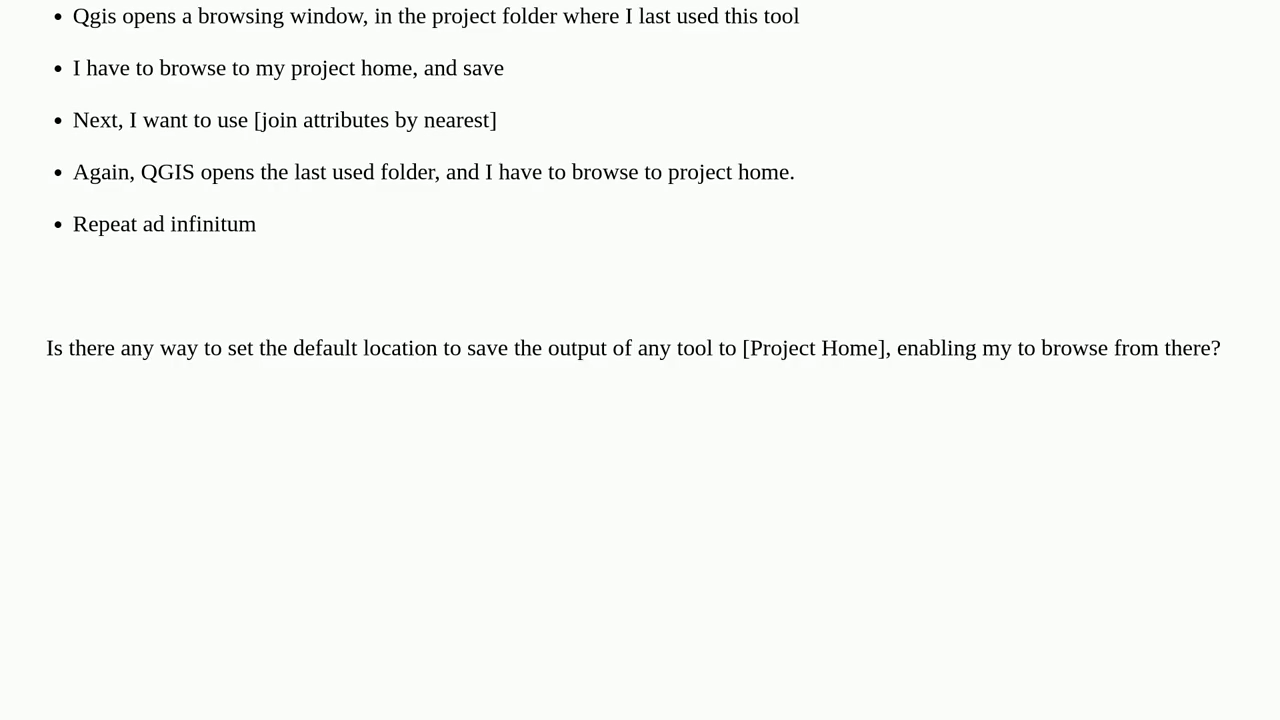 • Qgis opens a browsing window, in the project folder where I last used this tool
• I have to browse to my project home, and save
• Next, I want to use [join attributes by nearest]
• Again, QGIS opens the last used folder, and I have to browse to project home.
• Repeat ad infinitum
Is there any way to set the default location to save the output of any tool to [Project Home], enabling my to browse from there?